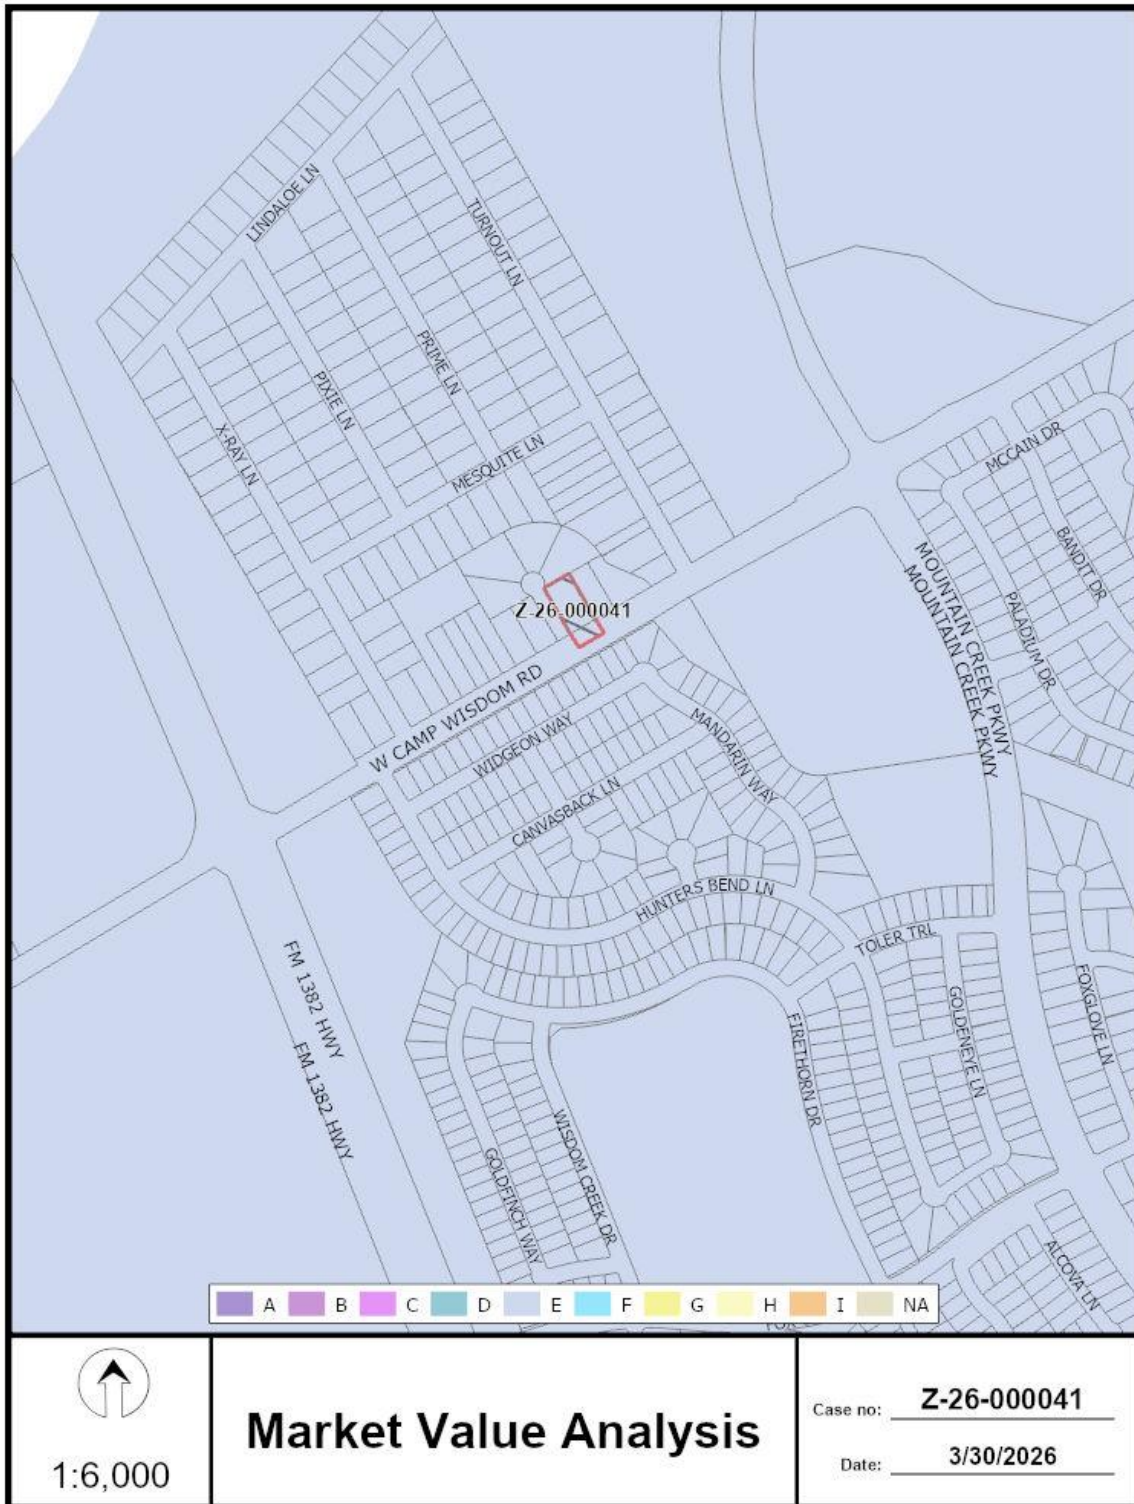 LINDALOE LN
TURNOUT LN
PRIME LN
PIXIE LN
X-RAY LN
MESQUITE LN
MCCAIN DR
BANDIT DR
PALADIUM DR
MOUNTAIN CREEK PKWY
MOUNTAIN CREEK PKWY
Z-26-000041
W CAMP WISDOM RD
WIDGEON WAY
MANDARIN WAY
CANVASBACK LN
HUNTERS BEND LN
TOLER TRL
FM 1382 HWY
FM 1382 HWY
GOLDENEYE LN
FOXGLOVE LN
FIRETHORN DR
WISDOM CREEK DR
GOLDFINCH WAY
ALCOVA LN
A B C D E F G H I NA
1:6,000
Market Value Analysis
Case no: Z-26-000041
Date: 3/30/2026